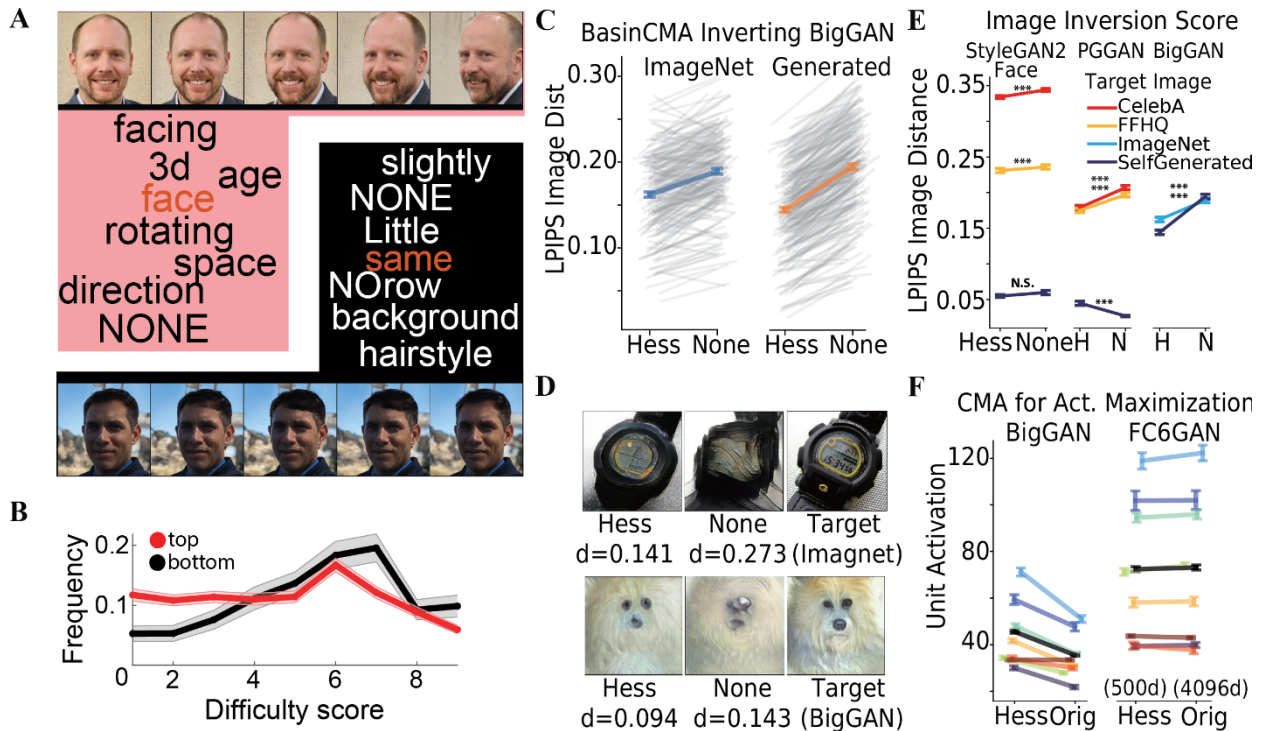 A
facing
3d
age
face
rotating
space
direction
NONE
slightly
NONE
Little
same
NOrow
background
hairstyle
B
Frequency
0.2
0.1
0
top
bottom
0 2 4 6 8
Difficulty score
C
BasinCMA Inverting BigGAN
ImageNet Generated
LPIPS Image Dist
0.30
0.20
0.10
Hess None Hess None
D
Hess None Target
d=0.141 d=0.273 (Imagnet)
Hess None Target
d=0.094 d=0.143 (BigGAN)
E
Image Inversion Score
StyleGAN2 PGGAN BigGAN
Face
Target Image
CelebA
FFHQ
ImageNet
SelfGenerated
LPIPS Image Distance
0.35
0.25
0.15
0.05
***
***
***
***
***
***
N.S.
***
Hess None H N H N
F
CMA for Act. Maximization
BigGAN FC6GAN
Unit Activation
120
80
40
(500d) (4096d)
Hess Orig Hess Orig